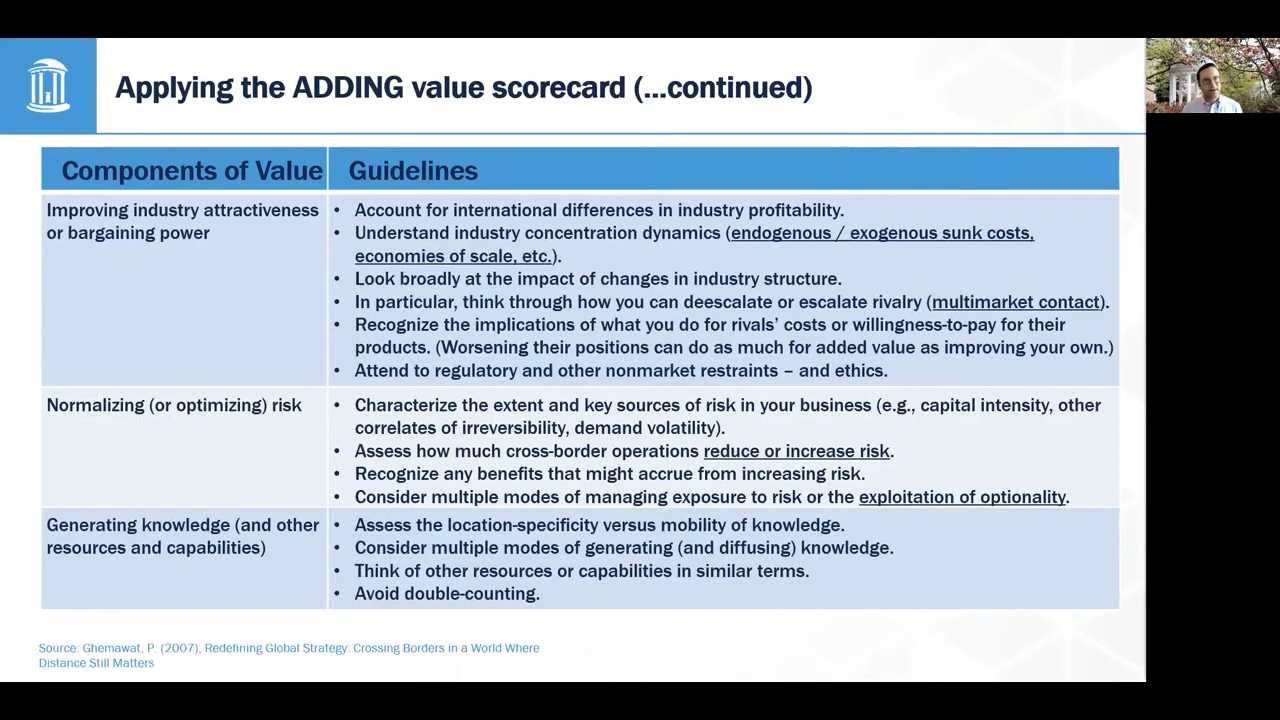 Applying the ADDING value scorecard (...continued)
Components of Value
Guidelines
Improving industry attractiveness
or bargaining power
• Account for international differences in industry profitability.
• Understand industry concentration dynamics (endogenous / exogenous sunk costs,
economies of scale, etc.).
• Look broadly at the impact of changes in industry structure.
• In particular, think through how you can deescalate or escalate rivalry (multimarket contact).
• Recognize the implications of what you do for rivals' costs or willingness-to-pay for their
products. (Worsening their positions can do as much for added value as improving your own.)
• Attend to regulatory and other nonmarket restraints – and ethics.
Normalizing (or optimizing) risk
• Characterize the extent and key sources of risk in your business (e.g., capital intensity, other
correlates of irreversibility, demand volatility).
• Assess how much cross-border operations reduce or increase risk.
• Recognize any benefits that might accrue from increasing risk.
• Consider multiple modes of managing exposure to risk or the exploitation of optionality.
Generating knowledge (and other
resources and capabilities)
• Assess the location-specificity versus mobility of knowledge.
• Consider multiple modes of generating (and diffusing) knowledge.
• Think of other resources or capabilities in similar terms.
• Avoid double-counting.
Source: Ghemawat, P. (2007), Redefining Global Strategy: Crossing Borders in a World Where
Distance Still Matters